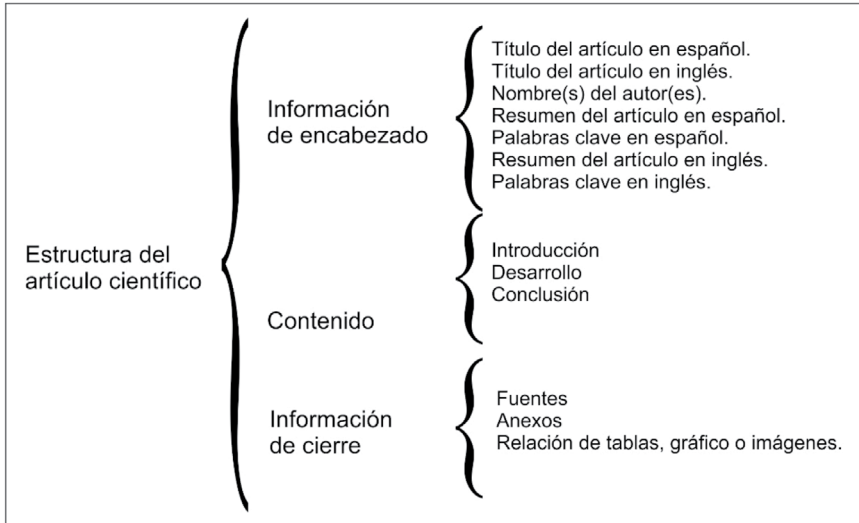 Estructura del
artículo científico
Información
de encabezado
Título del artículo en español.
Título del artículo en inglés.
Nombre(s) del autor(es).
Resumen del artículo en español.
Palabras clave en español.
Resumen del artículo en inglés.
Palabras clave en inglés.
Contenido
Introducción
Desarrollo
Conclusión
Información
de cierre
Fuentes
Anexos
Relación de tablas, gráfico o imágenes.